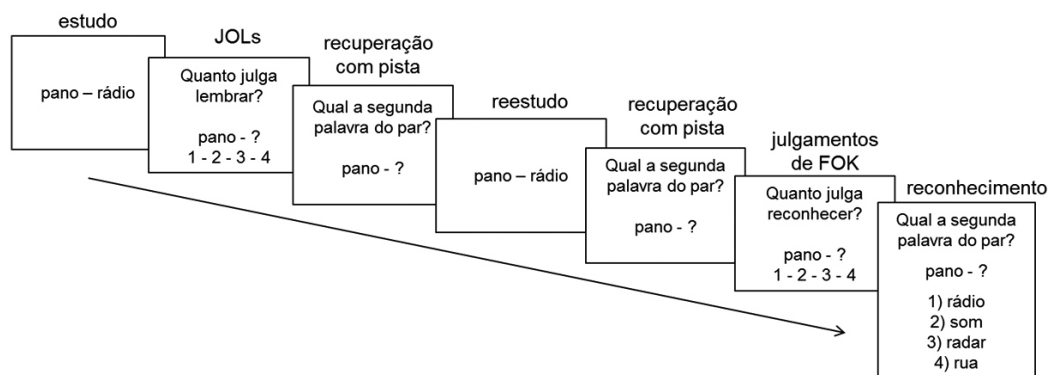 estudo
pano – rádio
JOLs
Quanto julga
lembrar?
pano - ?
1 - 2 - 3 - 4
recuperação
com pista
Qual a segunda
palavra do par?
pano - ?
reestudo
pano – rádio
recuperação
com pista
Qual a segunda
palavra do par?
pano - ?
julgamentos
de FOK
Quanto julga
reconhecer?
pano - ?
1 - 2 - 3 - 4
reconhecimento
Qual a segunda
palavra do par?
pano - ?
1) rádio
2) som
3) radar
4) rua